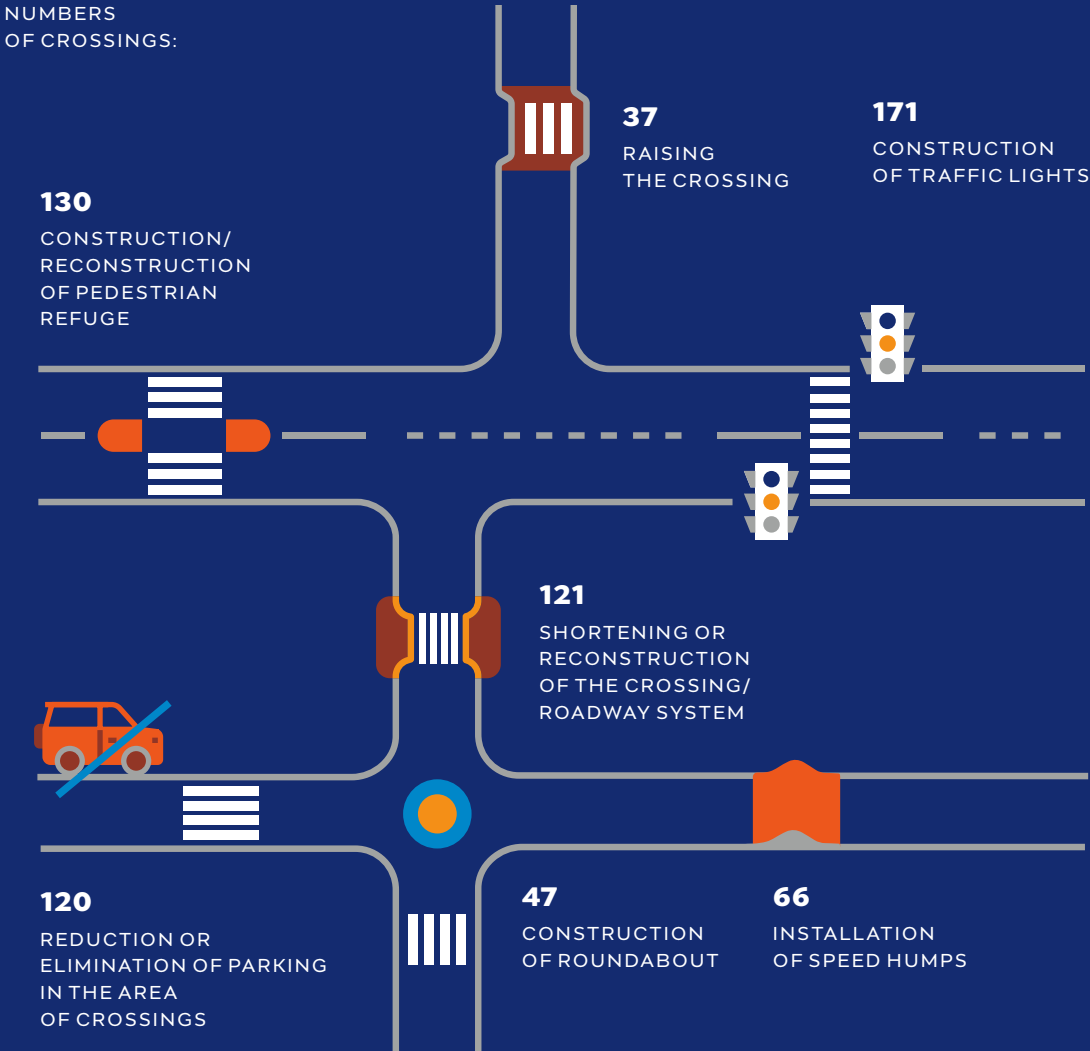 NUMBERS
OF CROSSINGS:
37
RAISING
THE CROSSING
171
CONSTRUCTION
OF TRAFFIC LIGHTS
130
CONSTRUCTION/
RECONSTRUCTION
OF PEDESTRIAN
REFUGE
121
SHORTENING OR
RECONSTRUCTION
OF THE CROSSING/
ROADWAY SYSTEM
120
REDUCTION OR
ELIMINATION OF PARKING
IN THE AREA
OF CROSSINGS
47
CONSTRUCTION
OF ROUNDABOUT
66
INSTALLATION
OF SPEED HUMPS